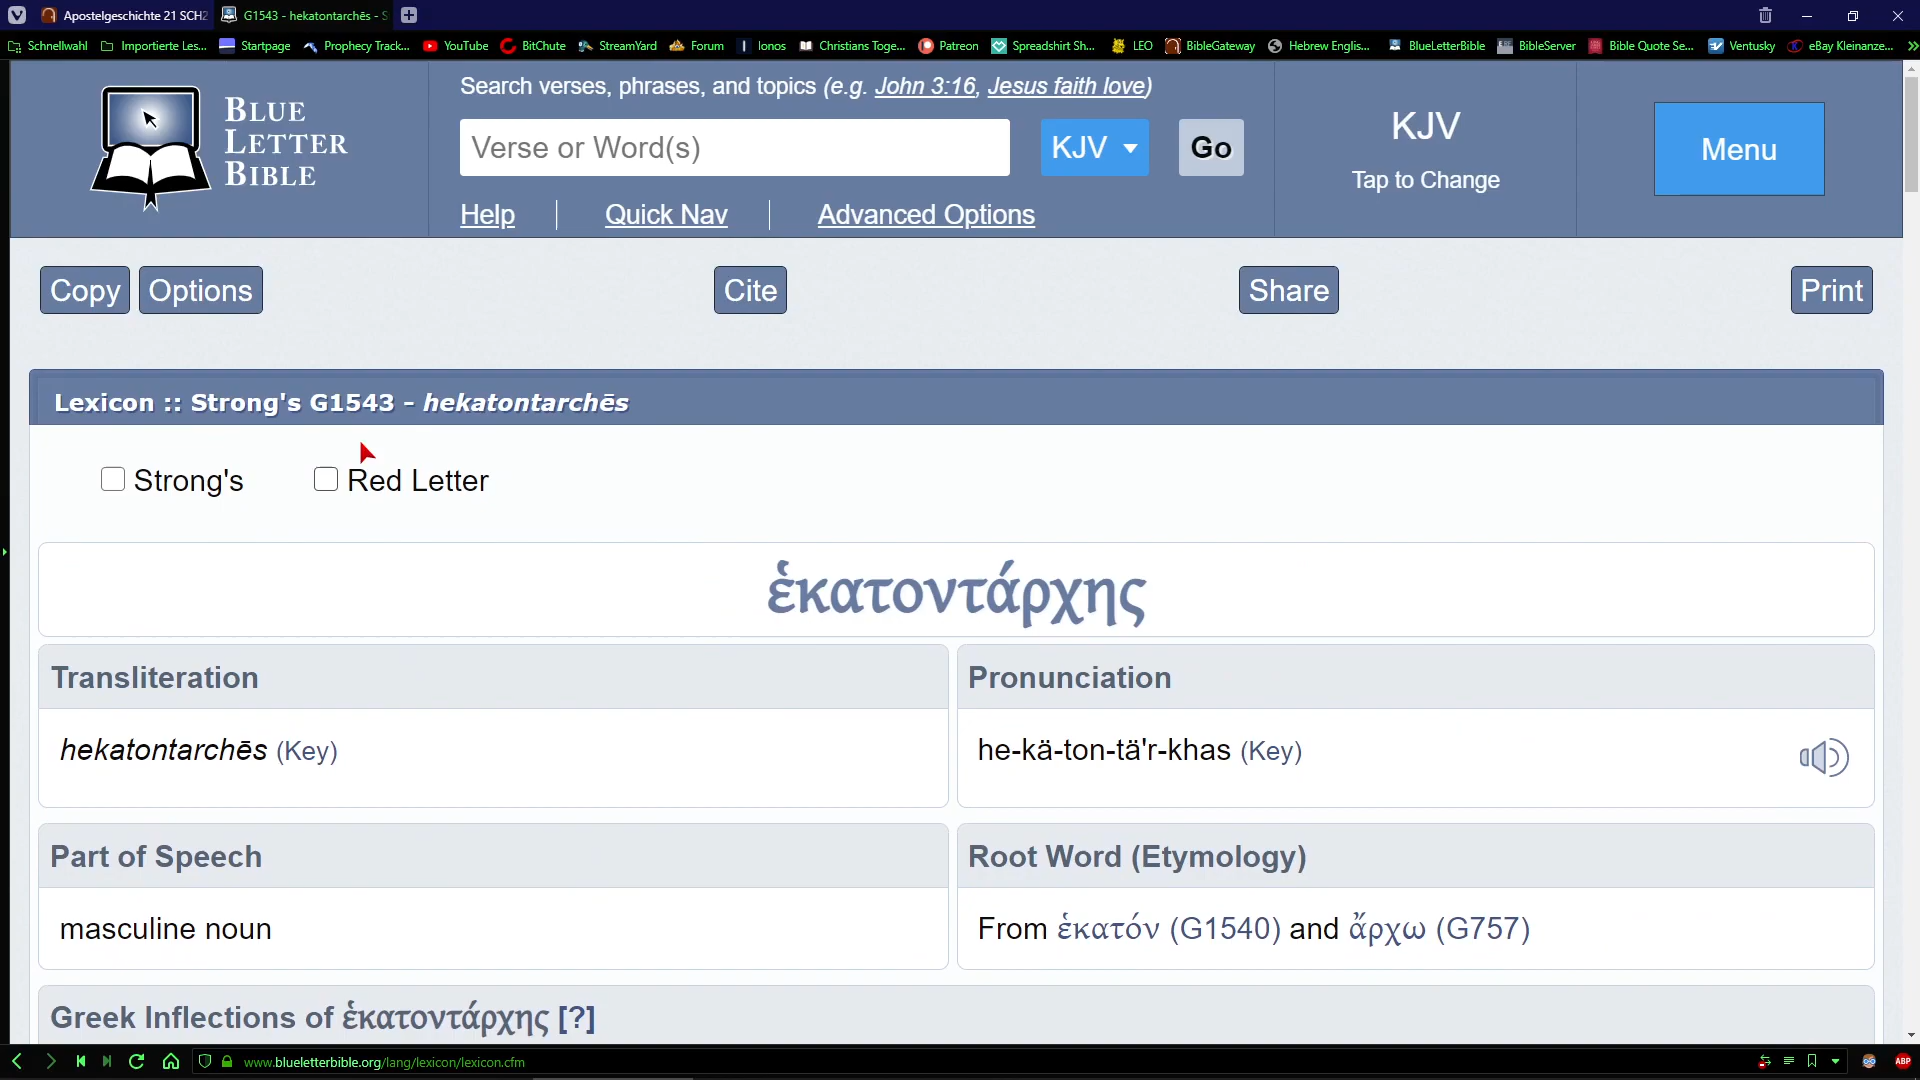 Apostelgeschichte 21 SCH2
G1543 - hekatontarchēs - S
Schnellwahl
Importierte Les...
Startpage
Prophecy Track...
YouTube
BitChute
StreamYard
Forum
Ionos
Christians Toge...
Patreon
Spreadshirt Sh...
LEO
BibleGateway
Hebrew Englis...
BlueLetterBible
BibleServer
Bible Quote Se...
Ventusky
eBay Kleinanze...
BLUE
LETTER
BIBLE
Search verses, phrases, and topics (e.g. John 3:16, Jesus faith love)
Verse or Word(s)
KJV
Go
Help
Quick Nav
Advanced Options
KJV
Tap to Change
Menu
Copy
Options
Cite
Share
Print
Lexicon :: Strong's G1543 - hekatontarchēs
Strong's
Red Letter
ἑκατοντάρχης
Transliteration
hekatontarchēs (Key)
Pronunciation
he-kä-ton-tä'r-khas (Key)
Part of Speech
masculine noun
Root Word (Etymology)
From ἑκατόν (G1540) and ἄρχω (G757)
Greek Inflections of ἑκατοντάρχης [?]
www.blueletterbible.org/lang/lexicon/lexicon.cfm
ABP